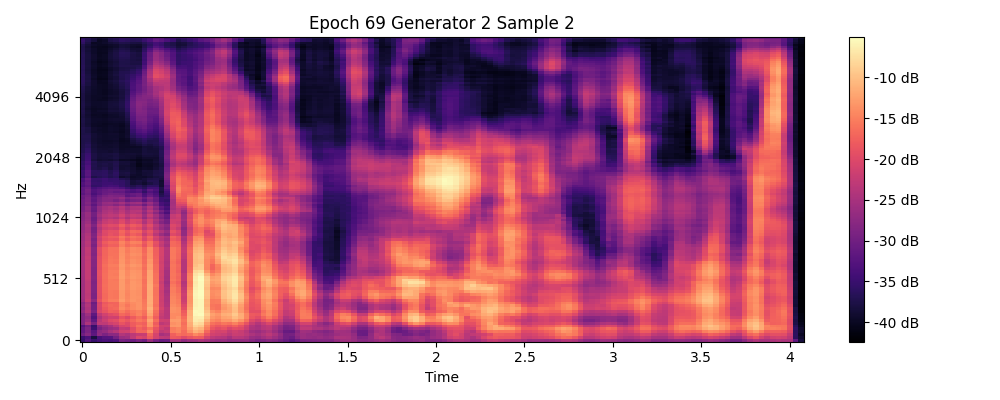 Epoch 69 Generator 2 Sample 2
Hz
4096
2048
1024
512
0
0 0.5 1 1.5 2 2.5 3 3.5 4
Time
-10 dB
-15 dB
-20 dB
-25 dB
-30 dB
-35 dB
-40 dB